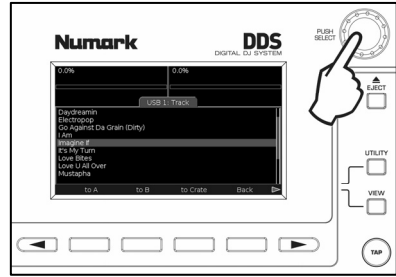 Numark
DDS
DIGITAL DJ SYSTEM
PUSH
SELECT
0.0%
0.0%
USB 1: Track
Daydreamin
Electropop
Go Against Da Grain (Dirty)
I Am
Imagine If
It's My Turn
Love Bites
Love U All Over
Mustapha
to A to B to Crate Back
EJECT
UTILITY
VIEW
TAP